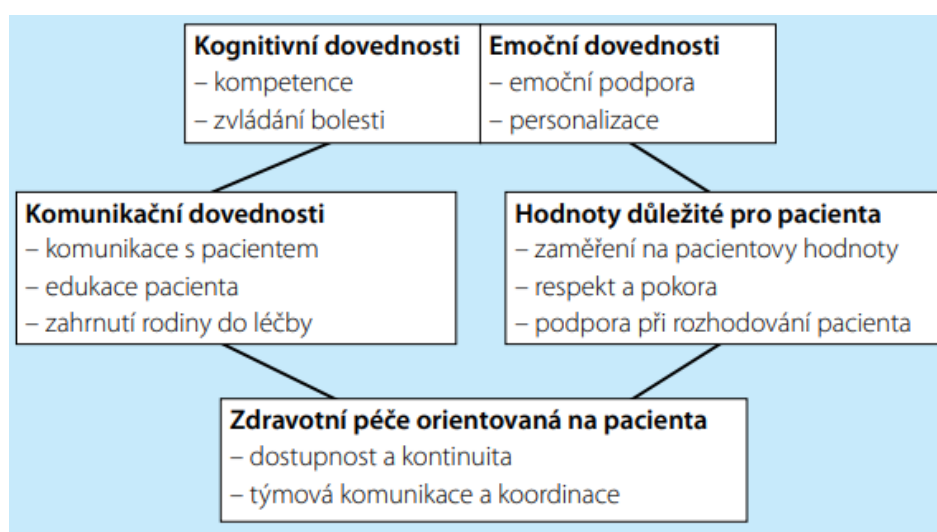 Kognitivní dovednosti
– kompetence
– zvládání bolesti
Emoční dovednosti
– emoční podpora
– personalizace
Komunikační dovednosti
– komunikace s pacientem
– edukace pacienta
– zahrnutí rodiny do léčby
Hodnoty důležité pro pacienta
– zaměření na pacientovy hodnoty
– respekt a pokora
– podpora při rozhodování pacienta
Zdravotní péče orientovaná na pacienta
– dostupnost a kontinuita
– týmová komunikace a koordinace